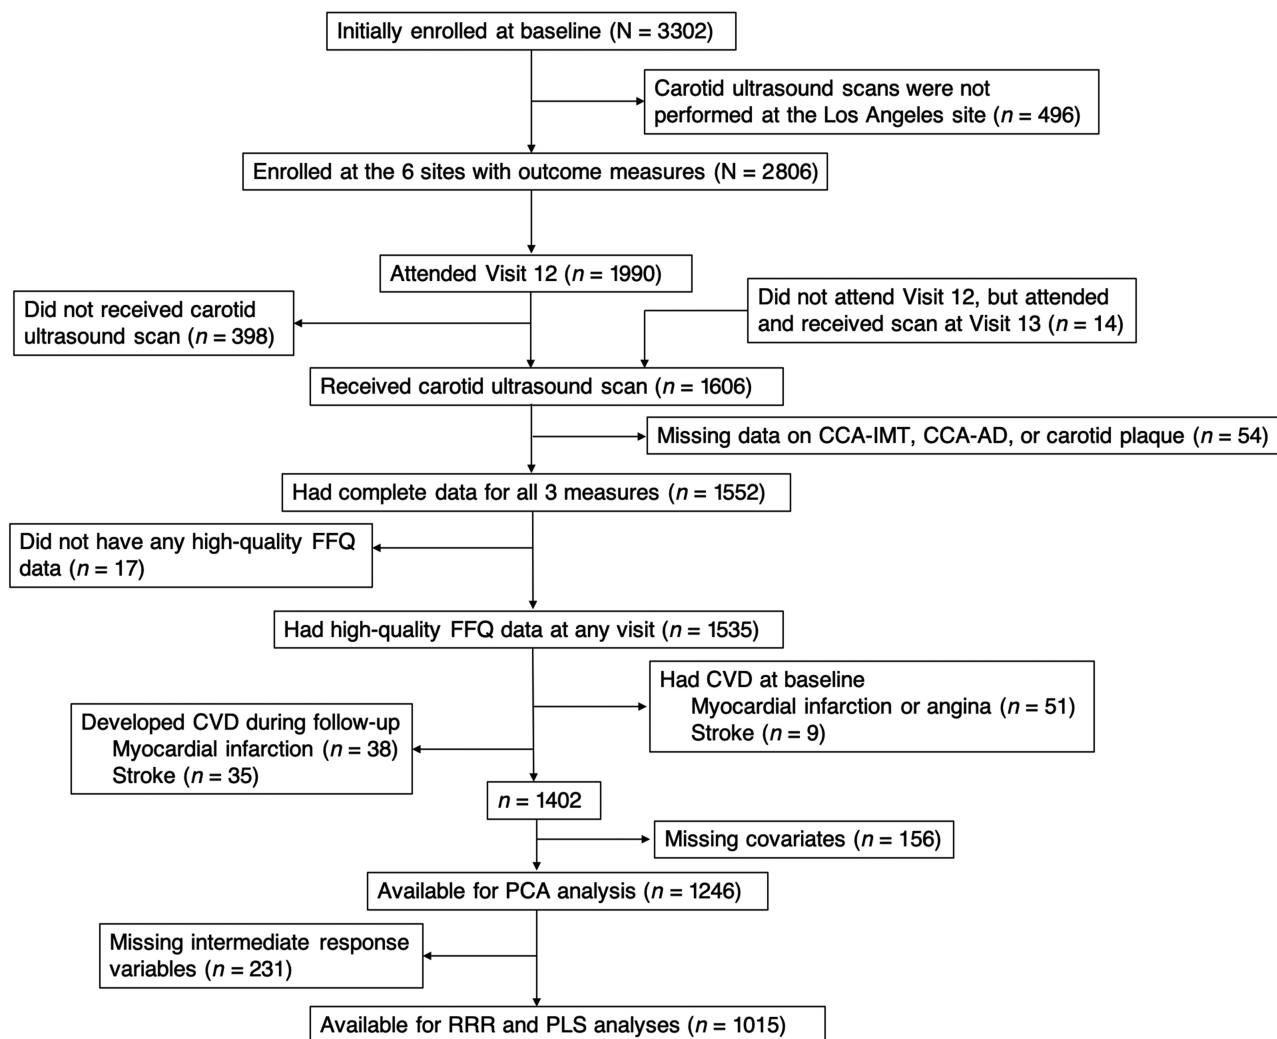 Initially enrolled at baseline (N = 3302)
Carotid ultrasound scans were not
performed at the Los Angeles site (n = 496)
Enrolled at the 6 sites with outcome measures (N = 2806)
Attended Visit 12 (n = 1990)
Did not received carotid
ultrasound scan (n = 398)
Did not attend Visit 12, but attended
and received scan at Visit 13 (n = 14)
Received carotid ultrasound scan (n = 1606)
Missing data on CCA-IMT, CCA-AD, or carotid plaque (n = 54)
Had complete data for all 3 measures (n = 1552)
Did not have any high-quality FFQ
data (n = 17)
Had high-quality FFQ data at any visit (n = 1535)
Had CVD at baseline
Myocardial infarction or angina (n = 51)
Stroke (n = 9)
Developed CVD during follow-up
Myocardial infarction (n = 38)
Stroke (n = 35)
n = 1402
Missing covariates (n = 156)
Available for PCA analysis (n = 1246)
Missing intermediate response
variables (n = 231)
Available for RRR and PLS analyses (n = 1015)